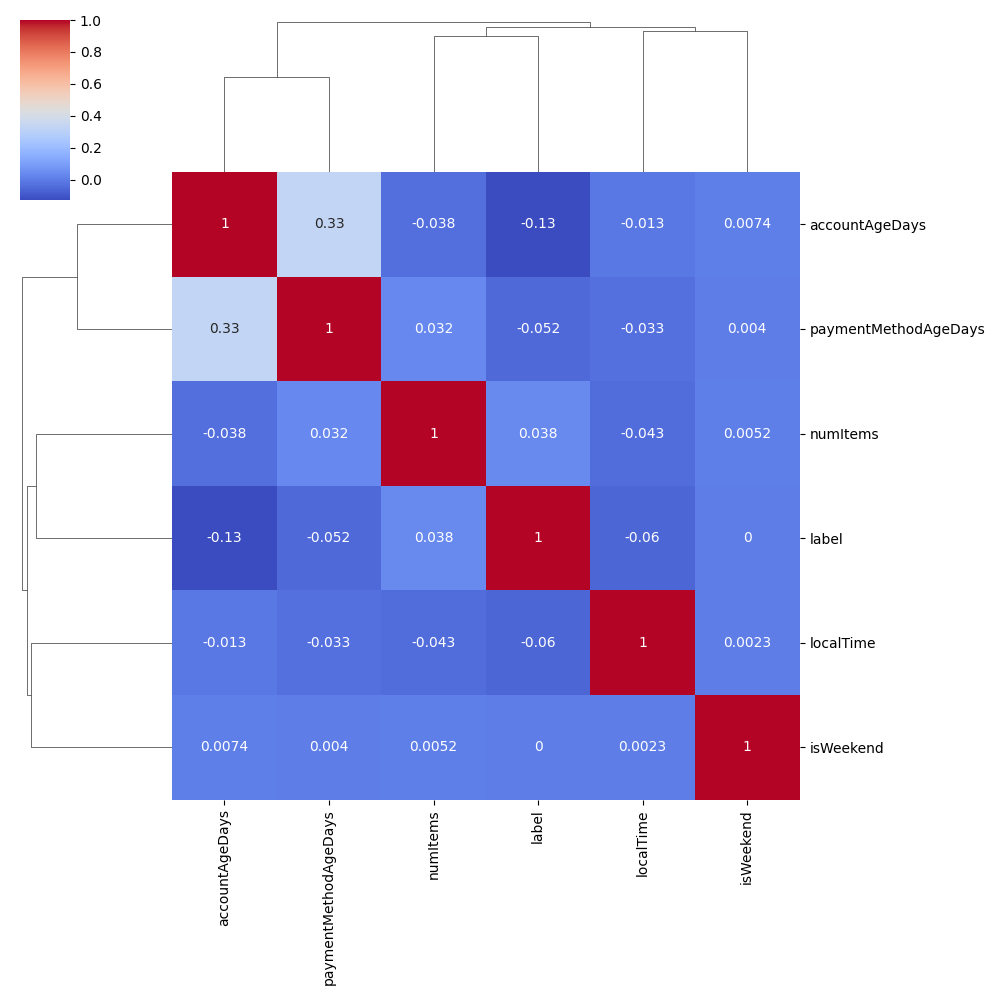 1.0
0.8
0.6
0.4
0.2
0.0
1 0.33 -0.038 -0.13 -0.013 0.0074 accountAgeDays
0.33 1 0.032 -0.052 -0.033 0.004 paymentMethodAgeDays
-0.038 0.032 1 0.038 -0.043 0.0052 numItems
-0.13 -0.052 0.038 1 -0.06 0 label
-0.013 -0.033 -0.043 -0.06 1 0.0023 localTime
0.0074 0.004 0.0052 0 0.0023 1 isWeekend
accountAgeDays
paymentMethodAgeDays
numItems
label
localTime
isWeekend